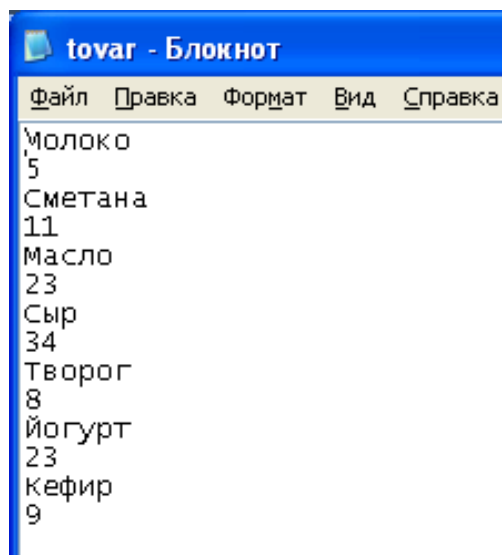 tovar - Блокнот
Файл Правка Формат Вид Справка
Молоко
5
Сметана
11
Масло
23
Сыр
34
Творог
8
Йогурт
23
Кефир
9